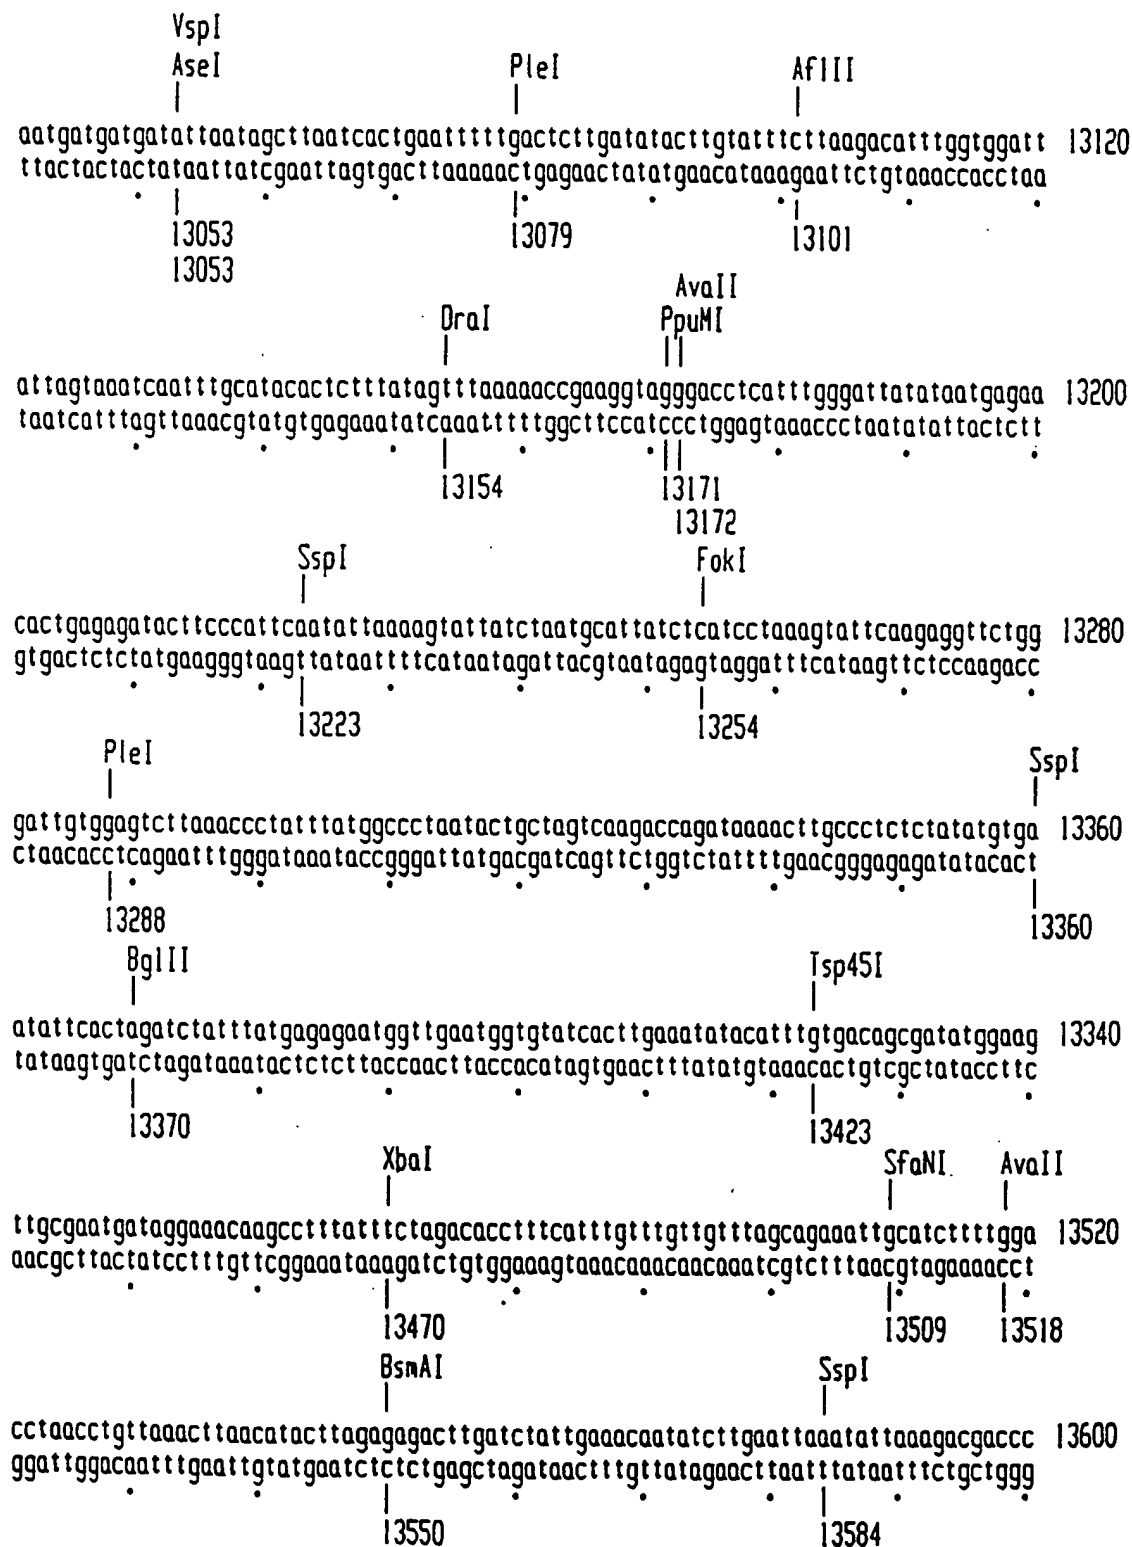 VspI
AseI PleI AflII
aatgatgatgatattaatagcttaatcactgaatttttgactcttgatatacttgtatttcttaagacatttggtggatt 13120
ttactactactataattatcgaattagtgacttaaaaactgagaactatatgaacataaagaattctgtaaaccacctaa
13053 13079 13101
13053
AvaII
DraI PpuMI
attagtaaatcaatttgcatacactctttatagtttaaaaaccgaaggtagggacctcatttgggattatataatgagaa 13200
taatcatttagttaaacgtatgtgagaaatatcaaatttttggcttccatccctggagtaaaccctaatatattactctt
13154 13171
13172
SspI FokI
cactgagagatacttcccattcaatattaaaagtattatctaatgcattatctcatcctaaagtattcaagaggttctgg 13280
gtgactctctatgaagggtaagttataattttcataatagattacgtaatagagtaggatttcataagttctccaagacc
13223 13254
PleI SspI
gattgtggagtcttaaaccctatttatggccctaatactgctagtcaagaccagataaaacttgccctctctatatgtga 13360
ctaacacctcagaatttgggataaataccgggattatgacgatcagttctggtctattttgaacgggagagatatacact
13288 13360
BglII Tsp45I
atattcactagatctatttatgagagaatggttgaatggtgtatcacttgaaatatacatttgtgacagcgatatggaag 13340
tataagtgatctagataaatactctcttaccaacttaccacatagtgaactttatatgtaaacactgtcgctataccttc
13370 13423
XbaI SfaNI AvaII
ttgcgaatgataggaaacaagcctttatttctagacacctttcatttgtttgttgtttagcagaaattgcatcttttgga 13520
aacgcttactatcctttgttcggaaataaagatctgtggaaagtaaacaaacaacaaatcgtctttaacgtagaaaacct
13470 13509 13518
BsmAI SspI
cctaacctgttaaacttaacatacttagagagacttgatctattgaaacaatatcttgaattaaatattaaagacgaccc 13600
ggattggacaatttgaattgtatgaatctctctgagctagataactttgttatagaacttaatttataatttctgctggg
13550 13584